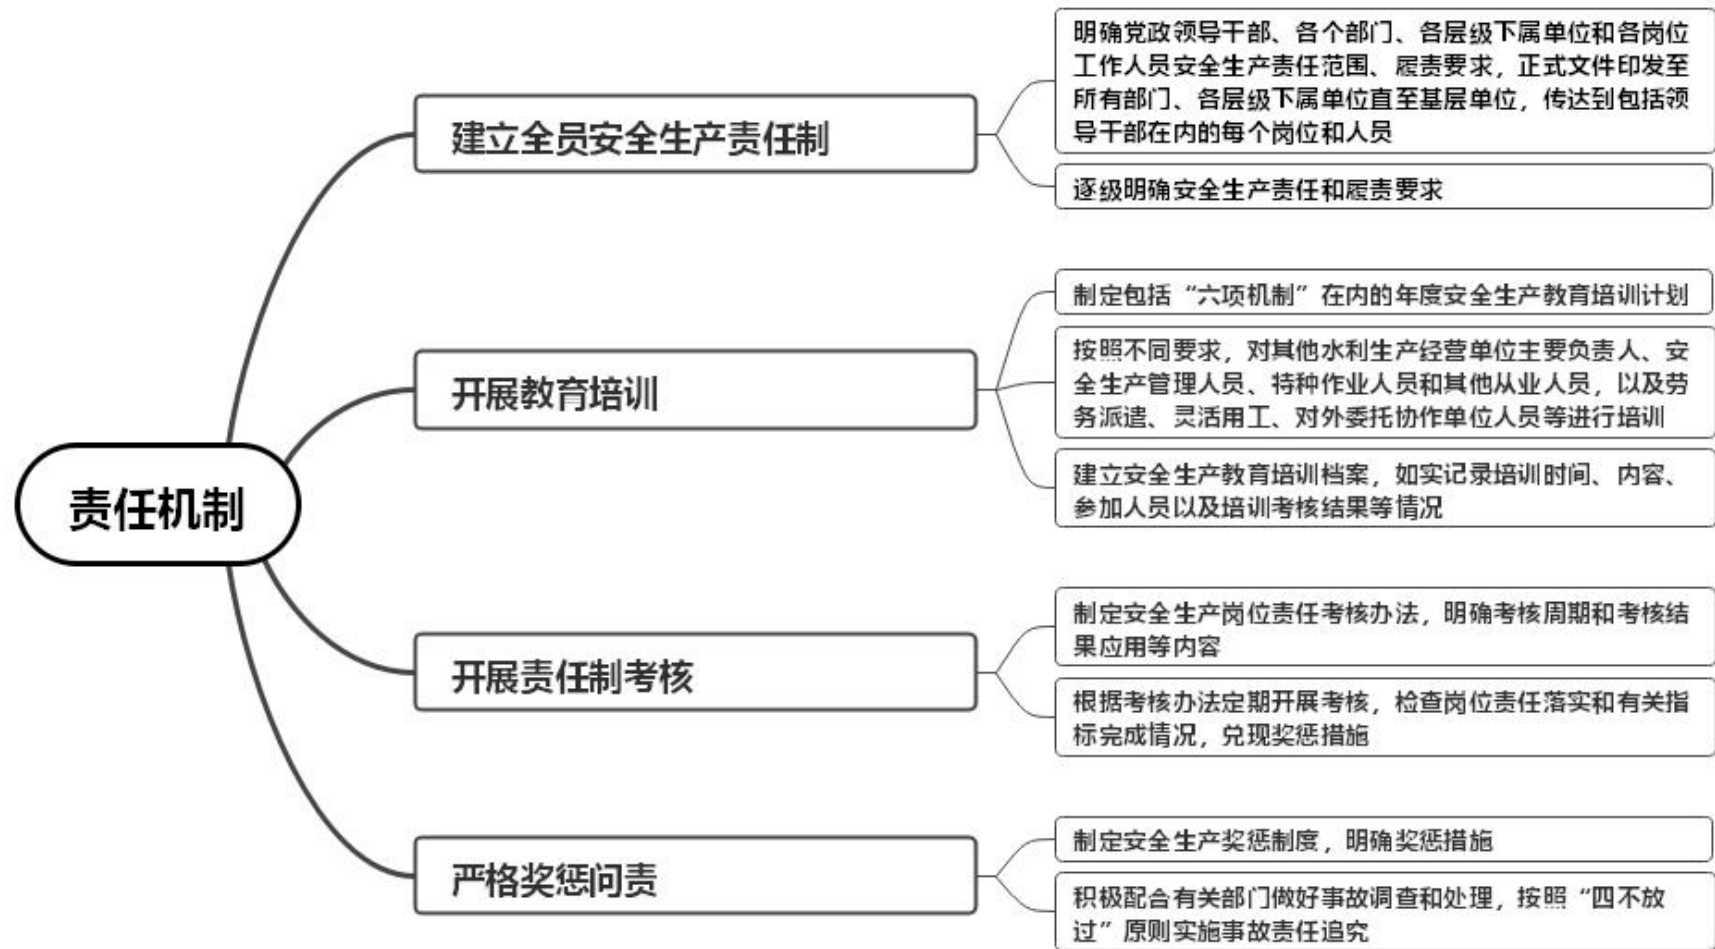 责任机制
建立全员安全生产责任制
明确党政领导干部、各个部门、各层级下属单位和各岗位
工作人员安全生产责任范围、履责要求，正式文件印发至
所有部门、各层级下属单位直至基层单位，传达到包括领
导干部在内的每个岗位和人员
逐级明确安全生产责任和履责要求
开展教育培训
制定包括“六项机制”在内的年度安全生产教育培训计划
按照不同要求，对其他水利生产经营单位主要负责人、安
全生产管理人员、特种作业人员和其他从业人员，以及劳
务派遣、灵活用工、对外委托协作单位人员等进行培训
建立安全生产教育培训档案，如实记录培训时间、内容、
参加人员以及培训考核结果等情况
开展责任制考核
制定安全生产岗位责任考核办法，明确考核周期和考核结
果应用等内容
根据考核办法定期开展考核，检查岗位责任落实和有关指
标完成情况，兑现奖惩措施
严格奖惩问责
制定安全生产奖惩制度，明确奖惩措施
积极配合有关部门做好事故调查和处理，按照“四不放
过”原则实施事故责任追究